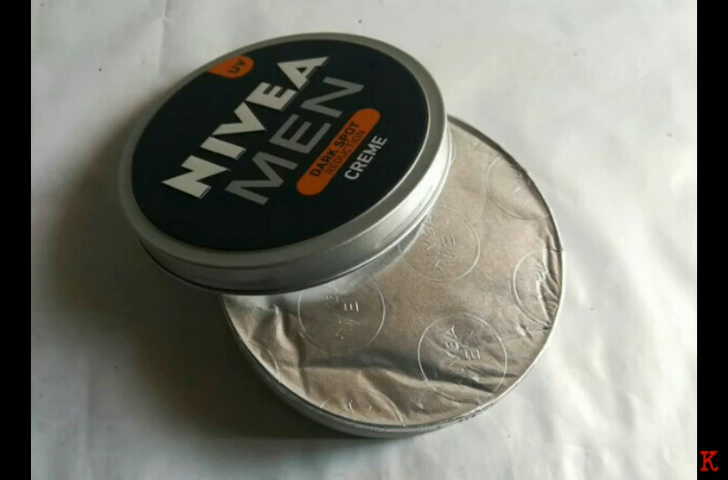 UV
NIVEA
MEN
DARK SPOT
REDUCTION
CREME
K